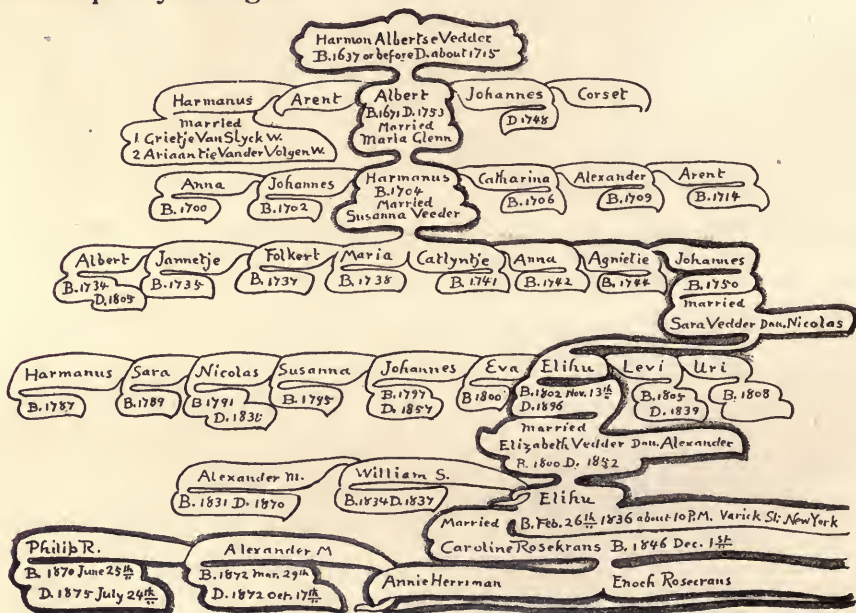 Harmon Albertse Vedder
B. 1637 or before D. about 1715
Harmanus
married
1. Grietje Van Slyck W.
2 Ariaantie Vander Volgen W.
Arent
Albert
B. 1671 D. 1753
Married
Maria Glenn
Johannes
D 1748
Corset
Anna
B. 1700
Johannes
B. 1702
Harmanus
B. 1704
Married
Susanna Veeder
Catharina
B. 1706
Alexander
B. 1709
Arent
B. 1714
Albert
B. 1734
D. 1805
Jannetje
B. 1735
Folkert
B. 1737
Maria
B. 1738
Catlyntje
B. 1741
Anna
B. 1742
Agnietie
B. 1744
Johannes
B. 1750
married
Sara Vedder Dau. Nicolas
Harmanus
B. 1787
Sara
B. 1789
Nicolas
B 1791
Susanna
B. 1795
Johannes
B. 1797
D. 1857
Eva
B 1800
Elihu
B. 1802 Nov. 13th
D. 1896
married
Elizabeth Vedder Dau. Alexander
B. 1800 D. 1852
Levi
B. 1805
D. 1839
Uri
B. 1808
Alexander M.
B. 1831 D. 1870
William S.
B. 1834 D. 1837
Elihu
B. Feb. 26th 1836 about 10 P.M. Varick St: New York
Married
Caroline Rosekrans B. 1846 Dec. 1st
Philip R.
B. 1870 June 25th
D. 1875 July 24th
Alexander M
B. 1872 Mar. 29th
D. 1872 Oct. 17th
Annie Herriman
Enoch Rosecrans